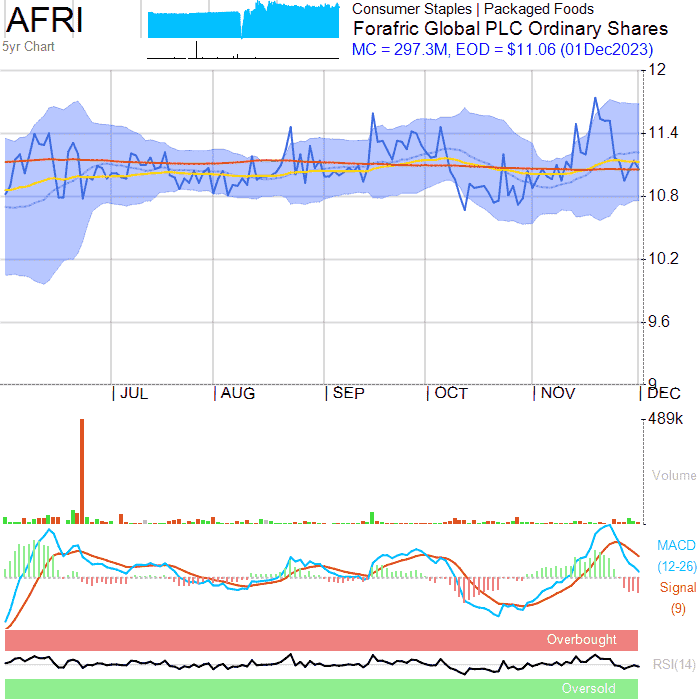 AFRI
5yr Chart
Consumer Staples | Packaged Foods
Forafric Global PLC Ordinary Shares
MC = 297.3M, EOD = $11.06 (01Dec2023)
12
11.4
10.8
10.2
9.6
9
JUL AUG SEP OCT NOV DEC
489k
Volume
MACD
(12-26)
Signal
(9)
Overbought
RSI(14)
Oversold